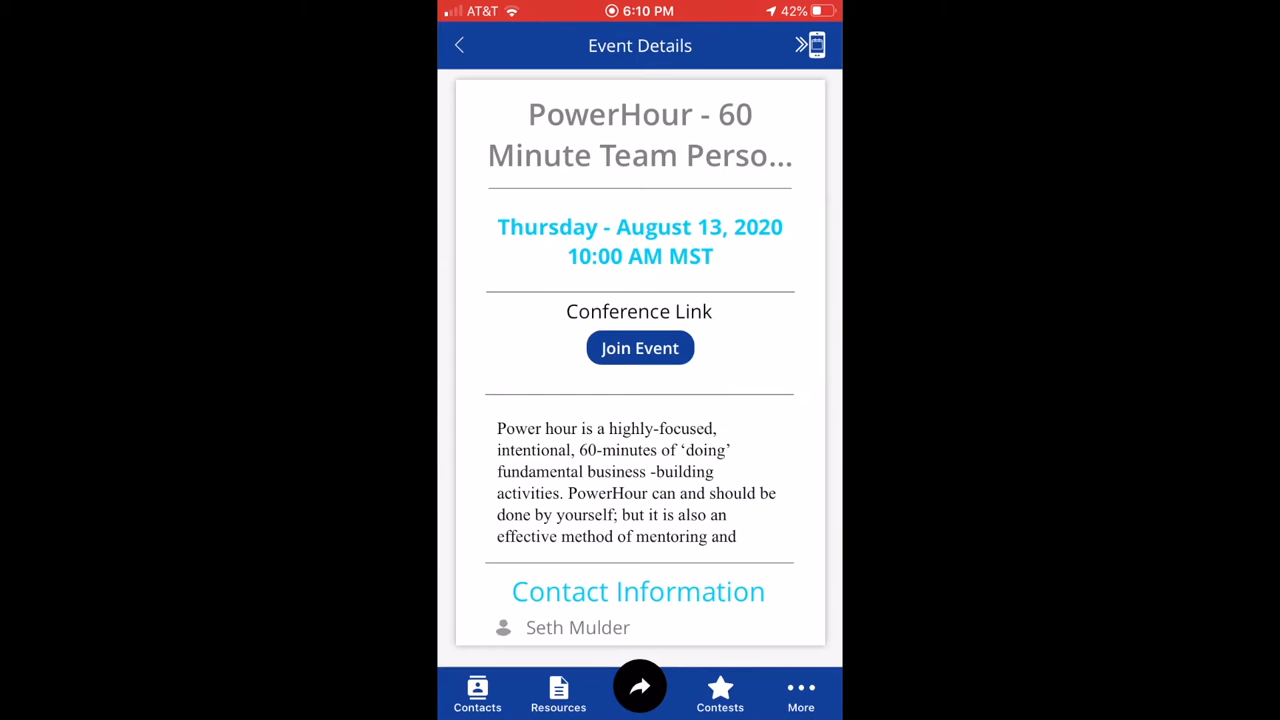 AT&T 6:10 PM 42%
Event Details
PowerHour - 60
Minute Team Perso...
Thursday - August 13, 2020
10:00 AM MST
Conference Link
Join Event
Power hour is a highly-focused,
intentional, 60-minutes of ‘doing’
fundamental business -building
activities. PowerHour can and should be
done by yourself; but it is also an
effective method of mentoring and
Contact Information
Seth Mulder
Contacts Resources Contests More